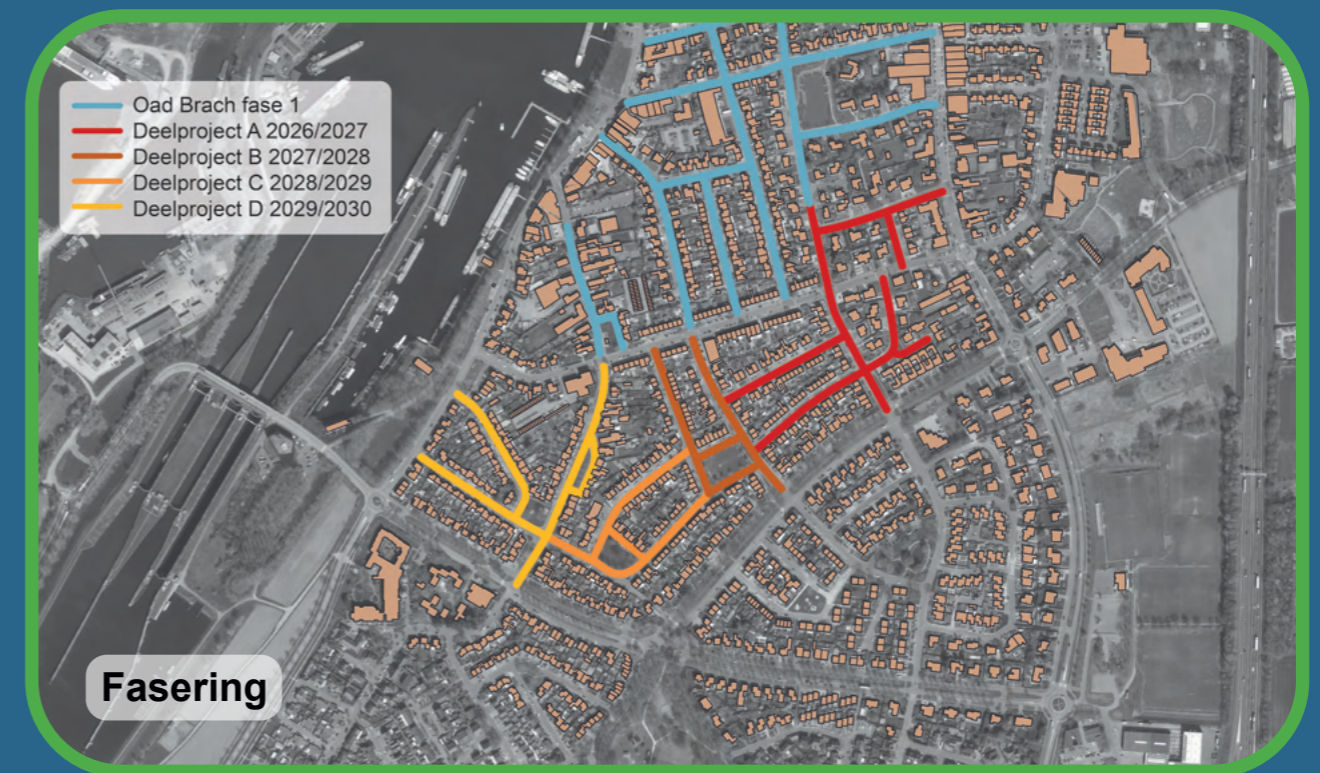 Oad Brach fase 1
Deelproject A 2026/2027
Deelproject B 2027/2028
Deelproject C 2028/2029
Deelproject D 2029/2030
Fasering